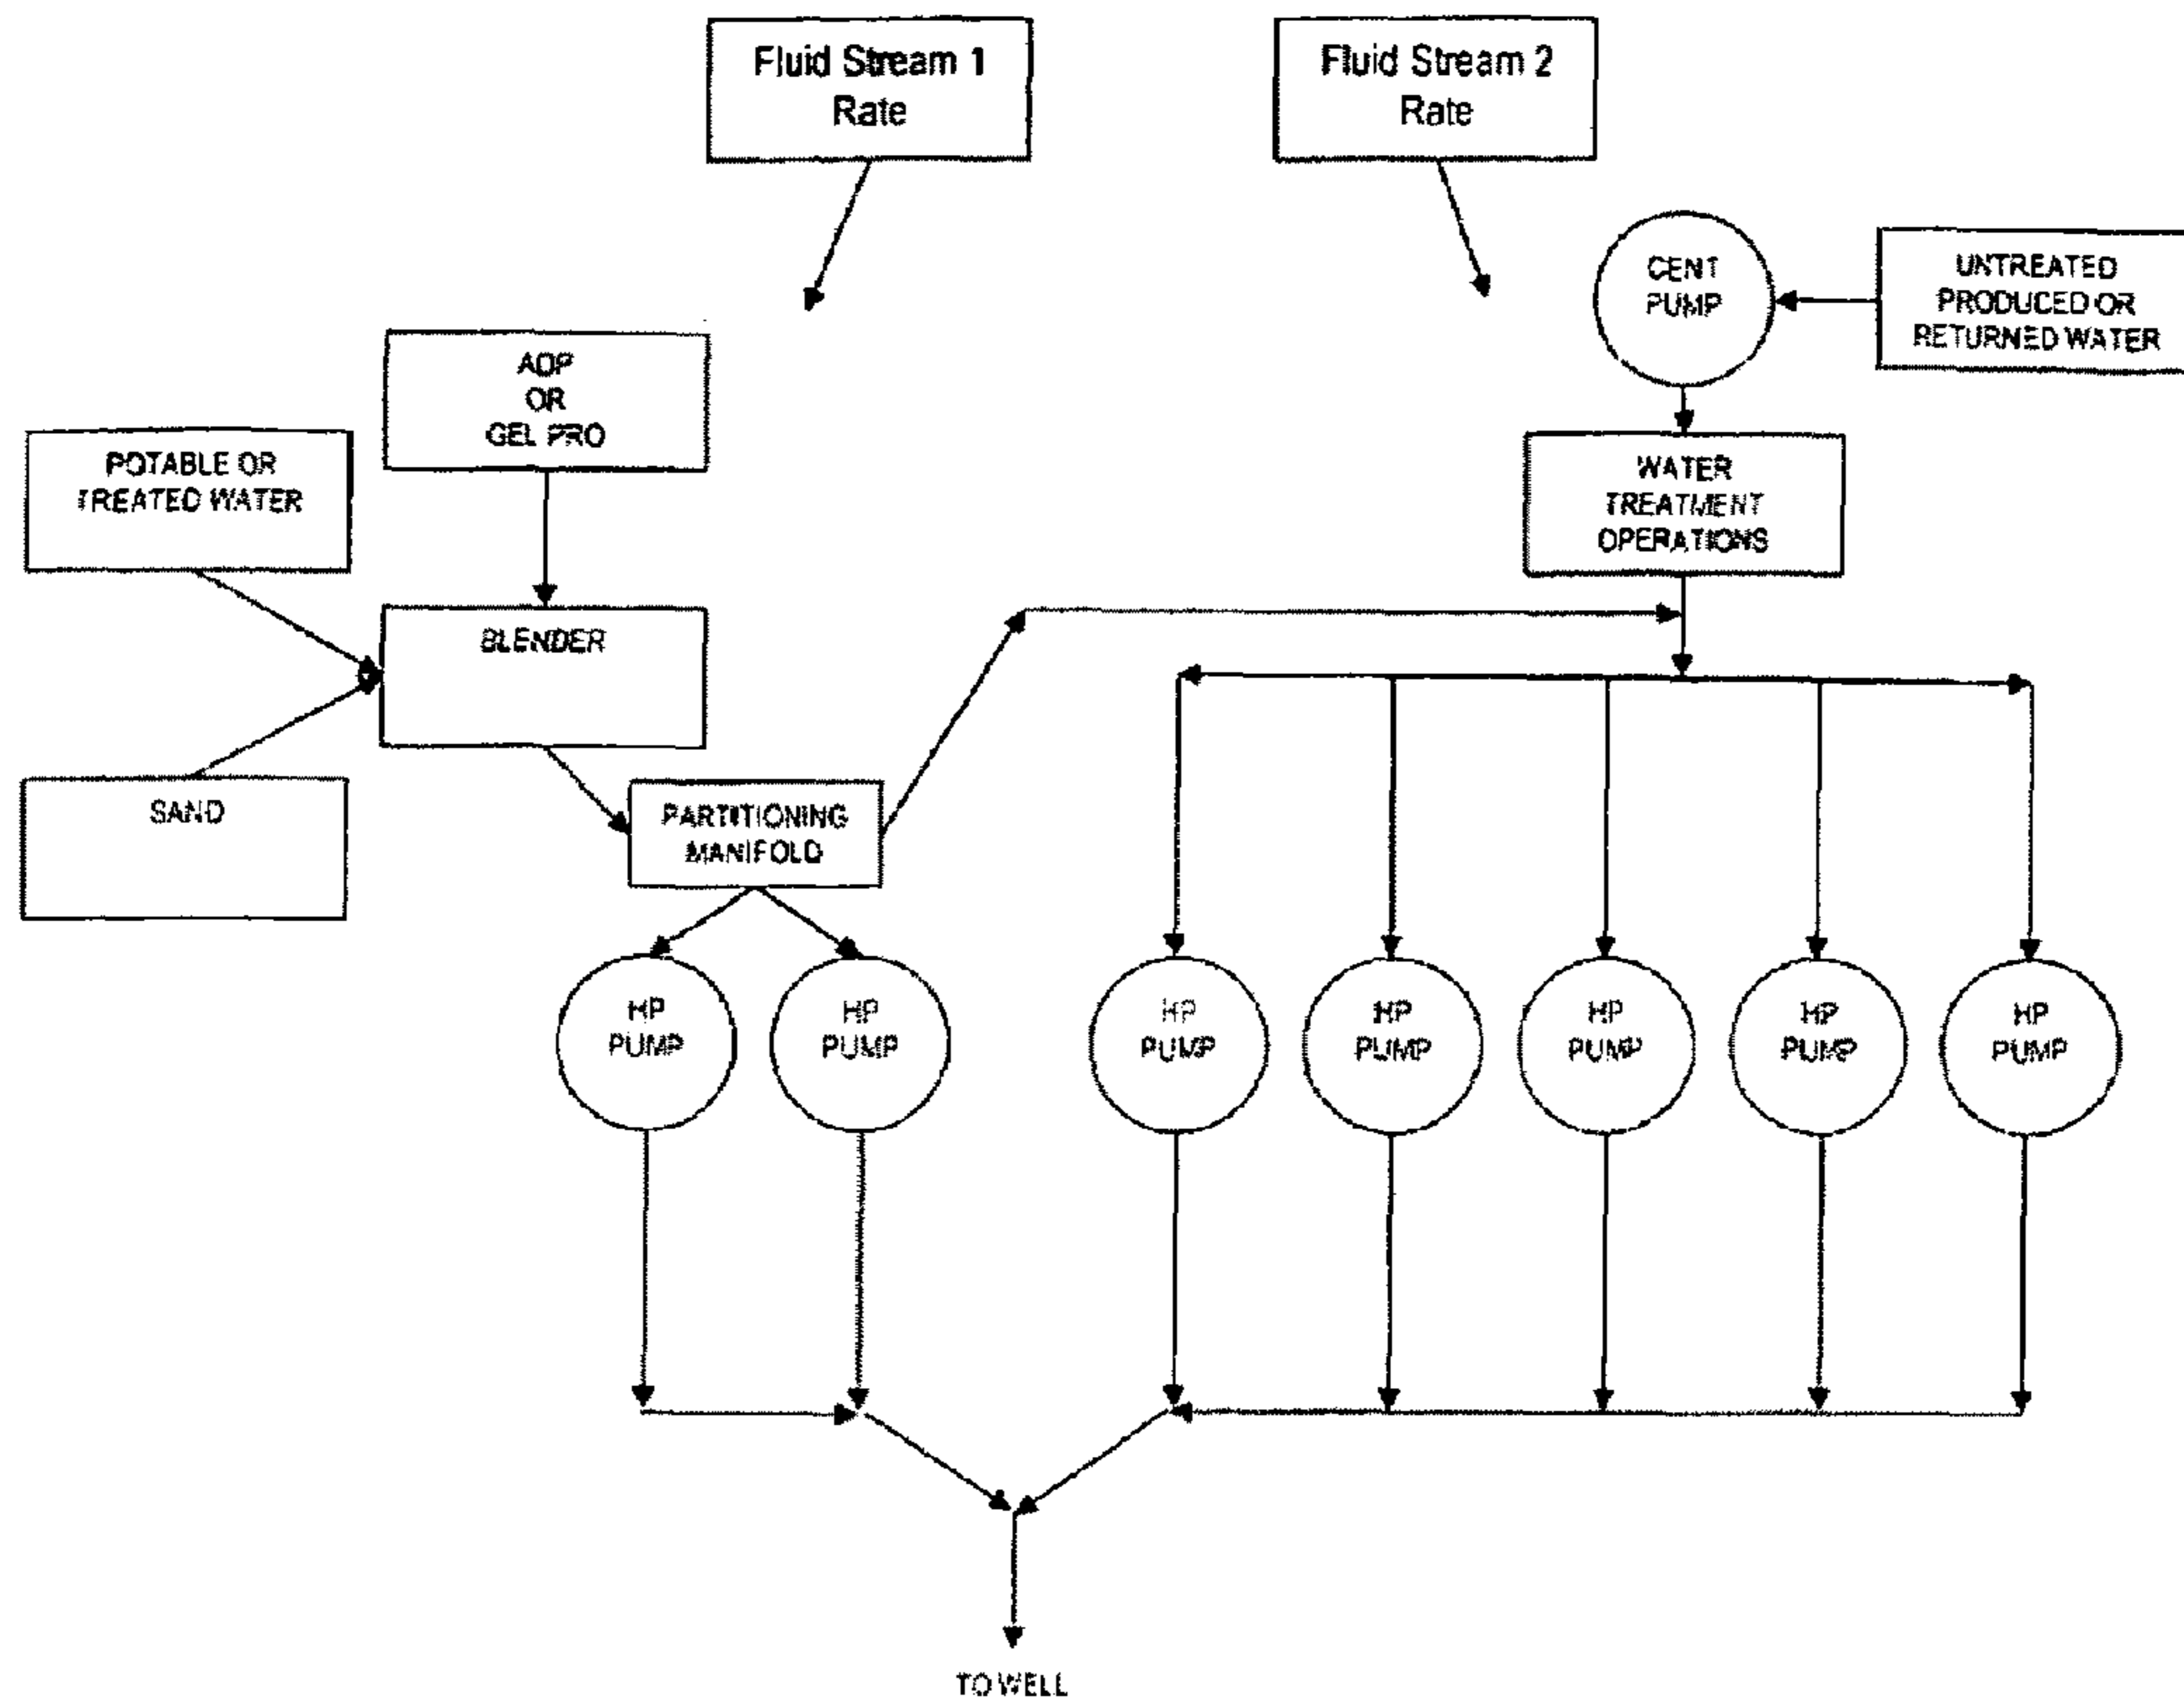 Fluid Stream 1
Rate
Fluid Stream 2
Rate
CENT
PUMP
UNTREATED
PRODUCED OR
RETURNED WATER
ADP
OR
GEL PRO
POTABLE OR
TREATED WATER
WATER
TREATMENT
OPERATIONS
BLENDER
SAND
PARTITIONING
MANIFOLD
HP
PUMP
HP
PUMP
HP
PUMP
HP
PUMP
HP
PUMP
HP
PUMP
HP
PUMP
TO WELL